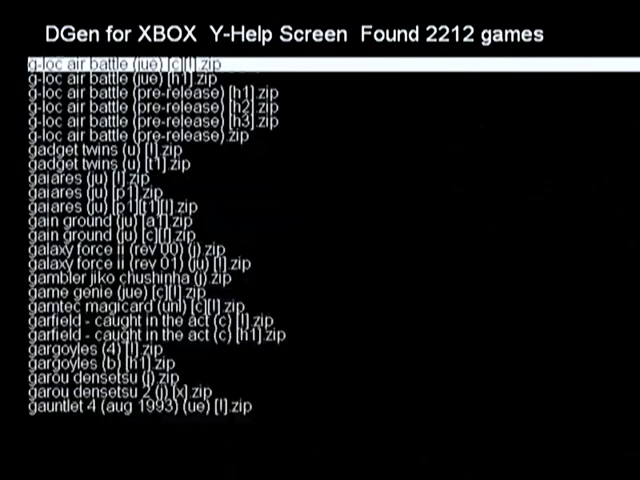 DGen for XBOX  Y-Help Screen  Found 2212 games
g-loc air battle (jue) [c][!].zip
g-loc air battle (jue) [h1].zip
g-loc air battle (pre-release) [h1].zip
g-loc air battle (pre-release) [h2].zip
g-loc air battle (pre-release) [h3].zip
g-loc air battle (pre-release).zip
gadget twins (u) [!].zip
gadget twins (u) [t1].zip
gaiares (ju) [!].zip
gaiares (ju) [p1].zip
gaiares (ju) [p1][t1][!].zip
gain ground (ju) [a1].zip
gain ground (ju) [c][!].zip
galaxy force ii (rev 00) (j).zip
galaxy force ii (rev 01) (ju) [!].zip
gambler jiko chushinha (j).zip
game genie (jue) [c][!].zip
gamtec magicard (unl) [c][!].zip
garfield - caught in the act (c) [!].zip
garfield - caught in the act (c) [h1].zip
gargoyles (4) [!].zip
gargoyles (b) [h1].zip
garou densetsu (j).zip
garou densetsu 2 (j) [x].zip
gauntlet 4 (aug 1993) (ue) [!].zip